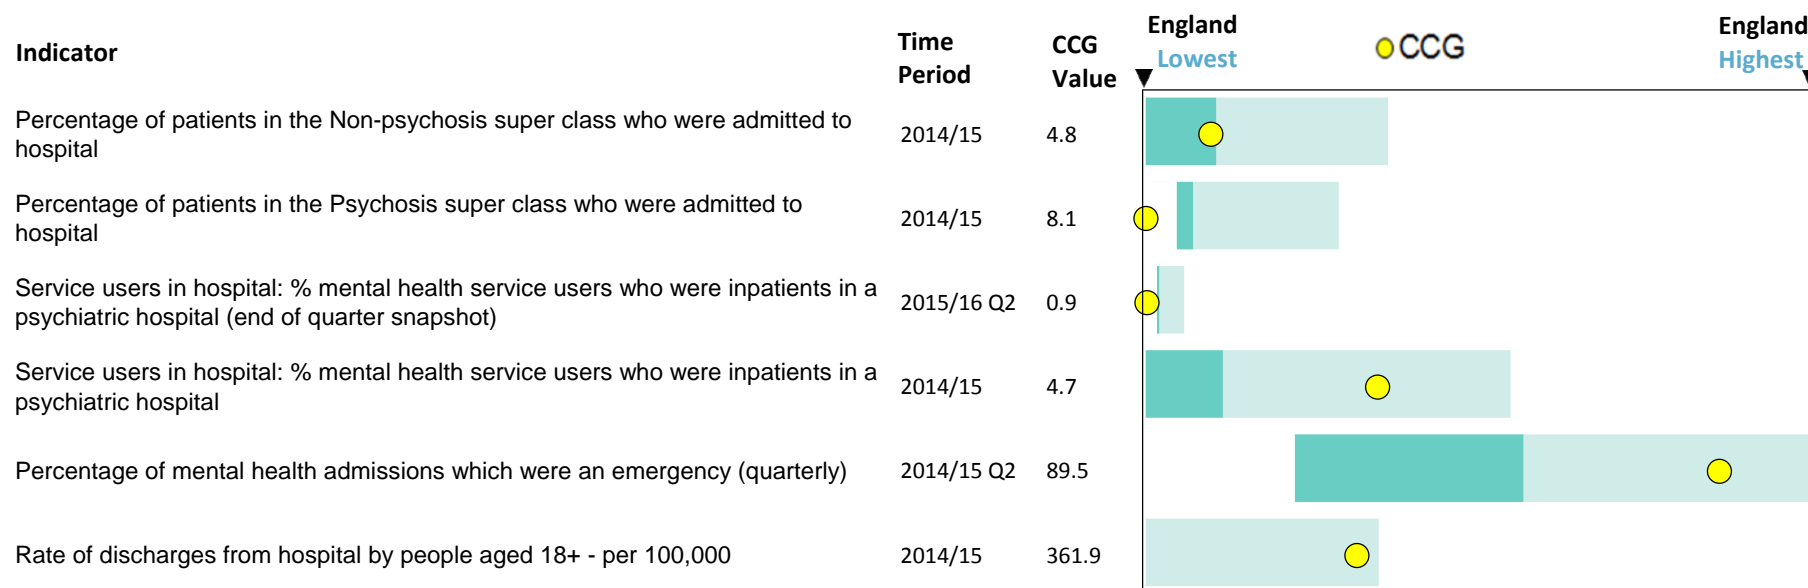 Indicator
Time
Period
CCG
Value
England
Lowest
CCG
England
Highest
Percentage of patients in the Non-psychosis super class who were admitted to
hospital
2014/15
4.8
Percentage of patients in the Psychosis super class who were admitted to
hospital
2014/15
8.1
Service users in hospital: % mental health service users who were inpatients in a
psychiatric hospital (end of quarter snapshot)
2015/16 Q2
0.9
Service users in hospital: % mental health service users who were inpatients in a
psychiatric hospital
2014/15
4.7
Percentage of mental health admissions which were an emergency (quarterly)
2014/15 Q2
89.5
Rate of discharges from hospital by people aged 18+ - per 100,000
2014/15
361.9